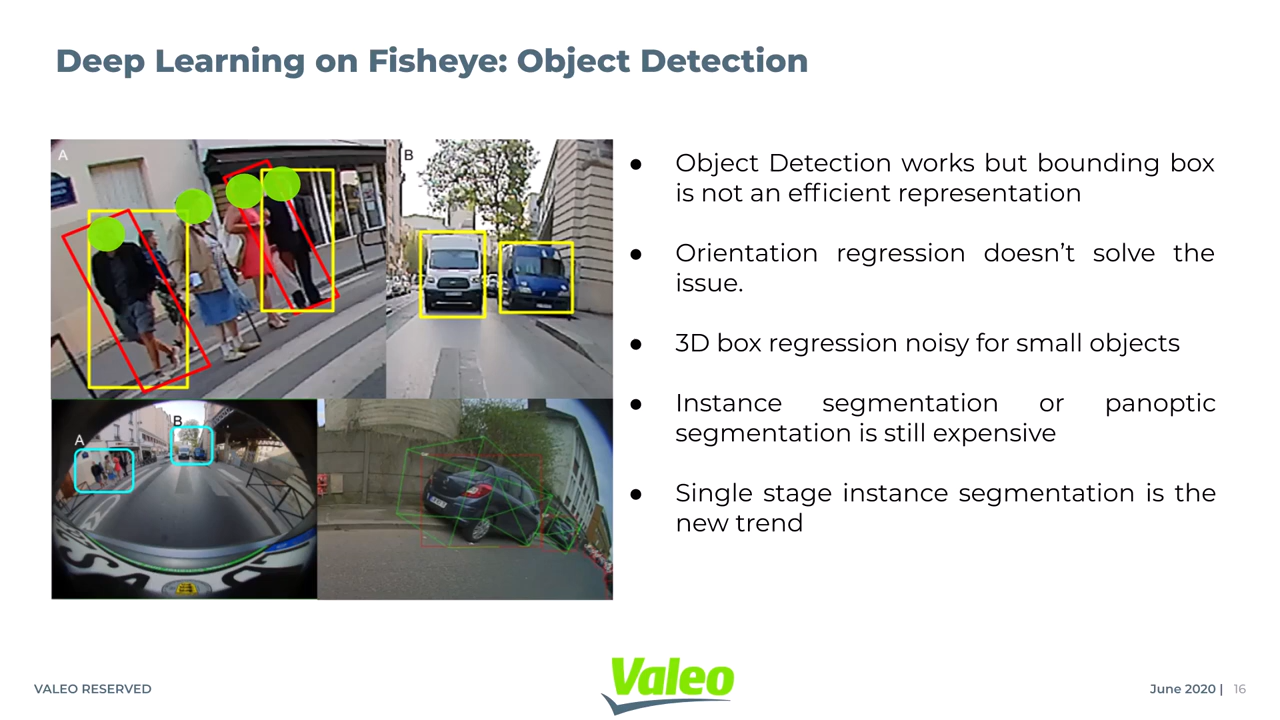 Deep Learning on Fisheye: Object Detection
A
B
A
B
● Object Detection works but bounding box
is not an efficient representation
● Orientation regression doesn’t solve the
issue.
● 3D box regression noisy for small objects
● Instance segmentation or panoptic
segmentation is still expensive
● Single stage instance segmentation is the
new trend
VALEO RESERVED
Valeo
June 2020 | 16